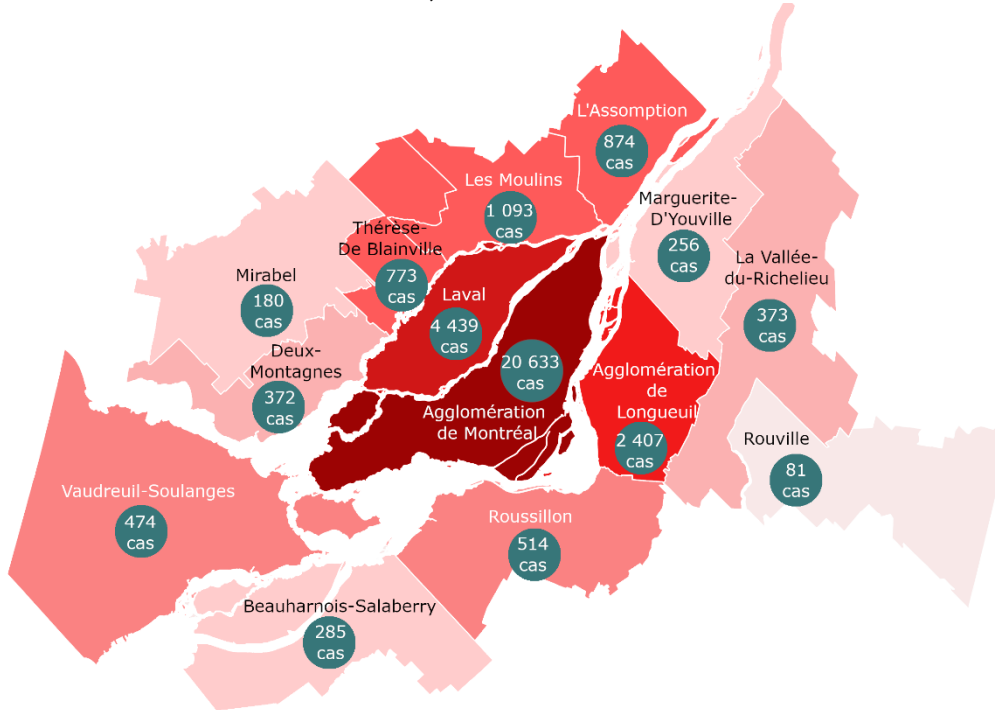 L'Assomption
874
cas
Les Moulins
1 093
cas
Marguerite-
D'Youville
256
cas
Thérèse-
De Blainville
773
cas
La Vallée-
du-Richelieu
373
cas
Mirabel
180
cas
Laval
4 439
cas
Deux-
Montagnes
372
cas
20 633
cas
Agglomération
de Montréal
Agglomération
de
Longueuil
2 407
cas
Rouville
81
cas
Vaudreuil-Soulanges
474
cas
Roussillon
514
cas
Beauharnois-Salaberry
285
cas